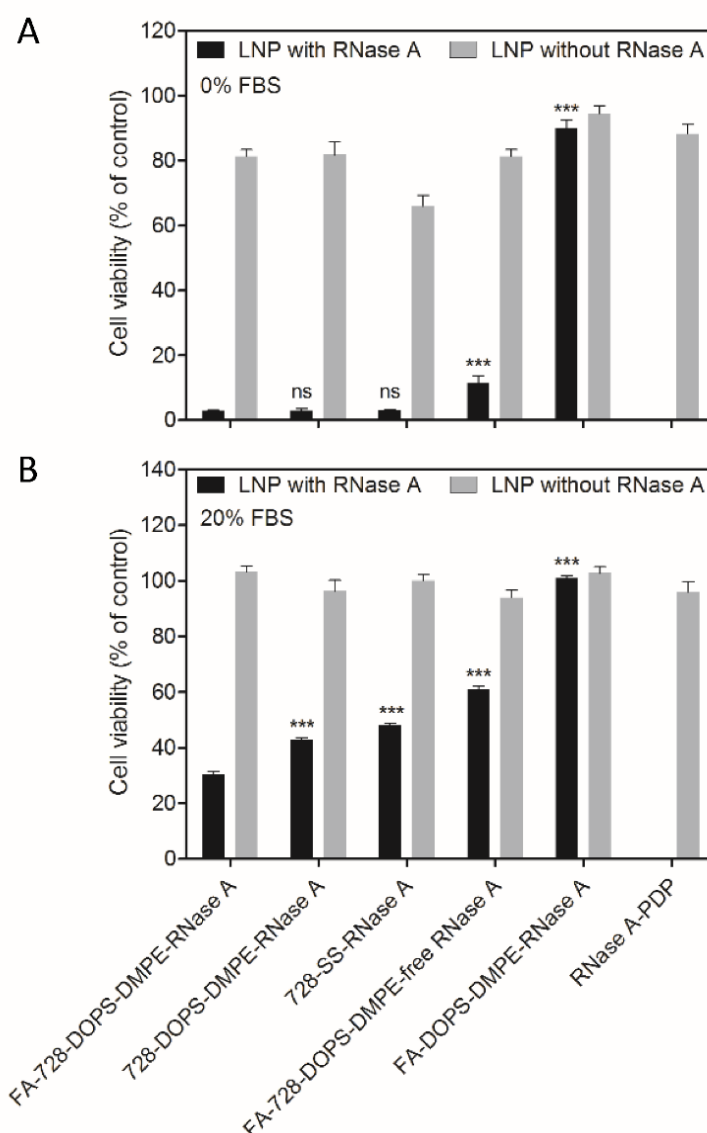 A
120
LNP with RNase A
LNP without RNase A
0% FBS
100
80
60
40
20
0
Cell viability (% of control)
ns
ns
***
***
B
140
LNP with RNase A
LNP without RNase A
20% FBS
120
100
80
60
40
20
0
Cell viability (% of control)
***
***
***
***
FA-728-DOPS-DMPE-RNase A
728-DOPS-DMPE-RNase A
728-SS-RNase A
FA-728-DOPS-DMPE-free RNase A
FA-DOPS-DMPE-RNase A
RNase A-PDP